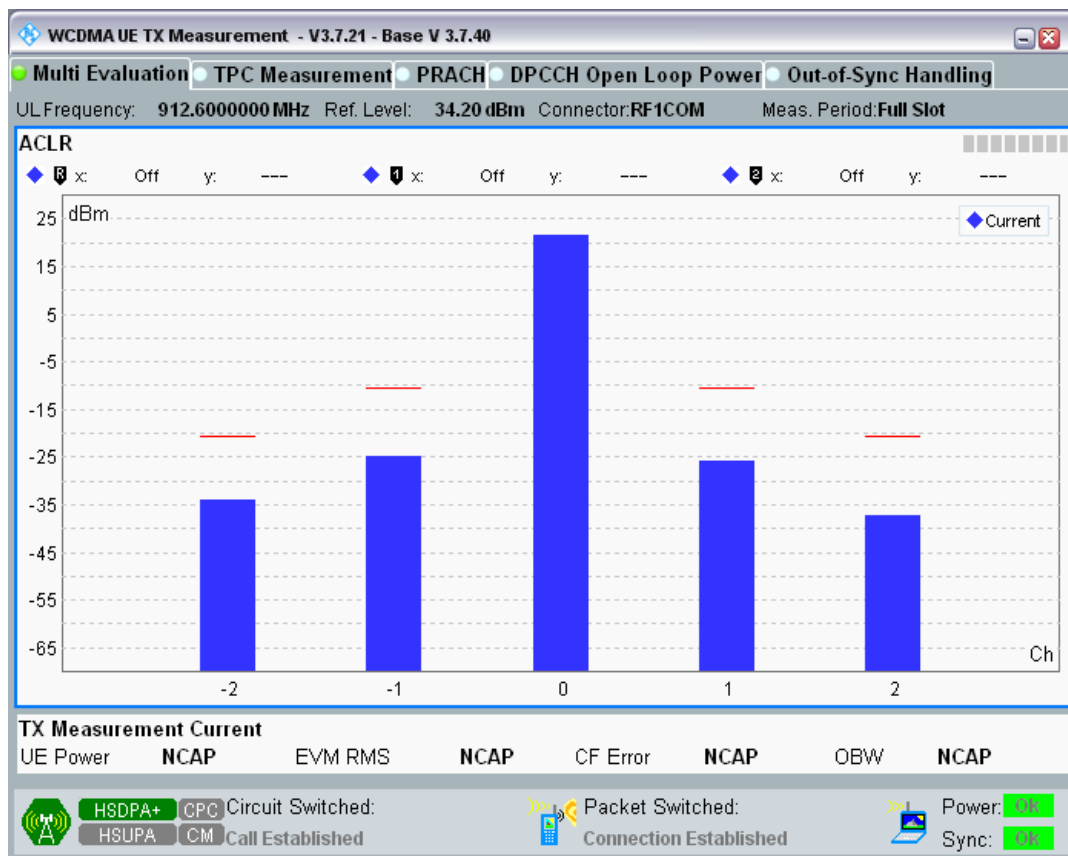 WCDMA UE TX Measurement - V3.7.21 - Base V 3.7.40
Multi Evaluation TPC Measurement PRACH DPCCH Open Loop Power Out-of-Sync Handling
UL Frequency: 912.6000000 MHz Ref. Level: 34.20 dBm Connector:RF1COM Meas. Period:Full Slot
ACLR
R x: Off y: --- 1 x: Off y: --- 2 x: Off y: ---
dBm
Current
25
15
5
-5
-15
-25
-35
-45
-55
-65
Ch
-2 -1 0 1 2
TX Measurement Current
UE Power NCAP EVM RMS NCAP CF Error NCAP OBW NCAP
HSDPA+ CPC Circuit Switched: Packet Switched: Power: OK
HSUPA CM Call Established Connection Established Sync: OK